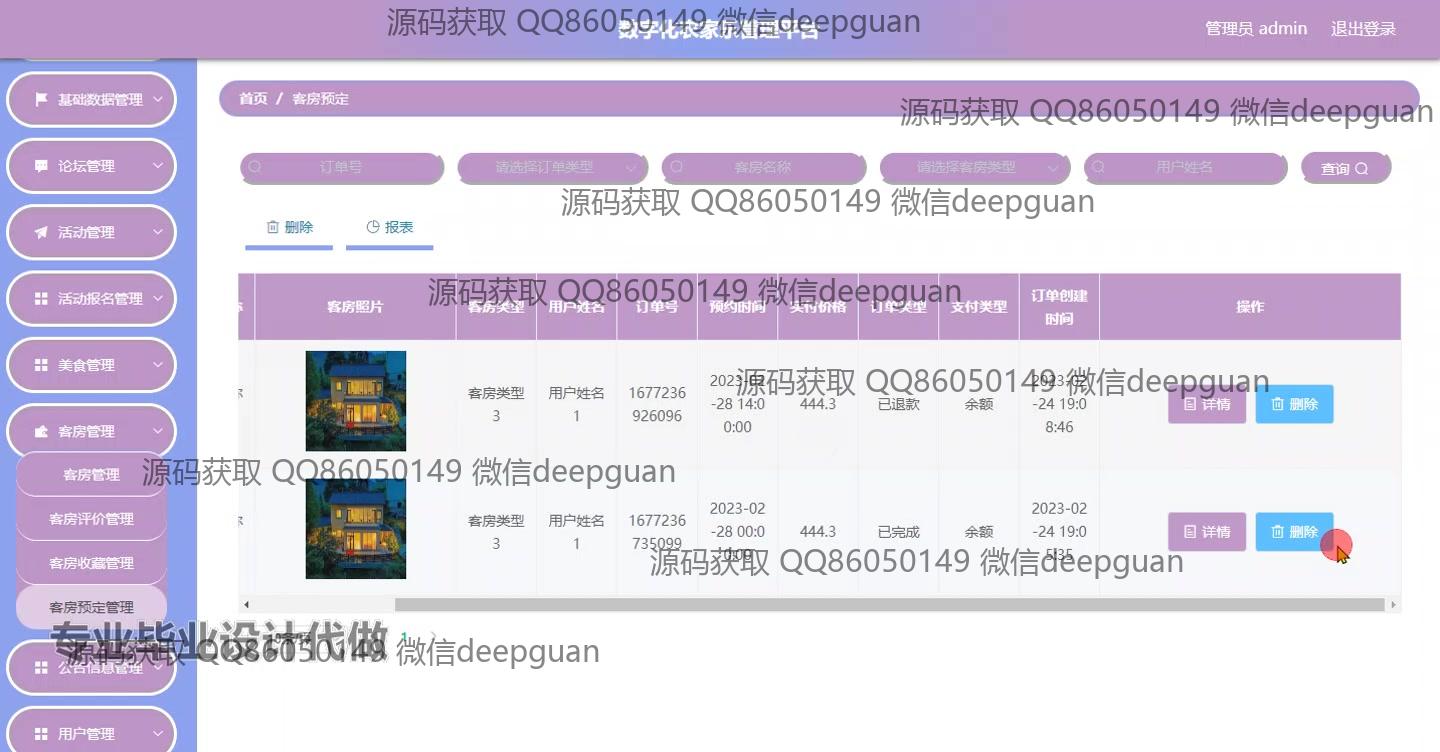 源码获取 QQ86050149 微信deepguan
数字化农家乐管理平台
管理员 admin 退出登录
基础数据管理
论坛管理
活动管理
活动报名管理
美食管理
客房管理
客房管理
客房评价管理
客房收藏管理
客房预定管理
公告信息管理
用户管理
首页 / 客房预定
源码获取 QQ86050149 微信deepguan
订单号 请选择订单类型 客房名称 请选择客房类型 用户姓名 查询
源码获取 QQ86050149 微信deepguan
删除 报表
源码获取 QQ86050149 微信deepguan
客房照片 客房类型 用户姓名 订单号 预约时间 实付价格 订单类型 支付类型 订单创建
时间 操作
源码获取 QQ86050149 微信deepguan
客房类型 用户姓名 1677236 2023-02 444.3 已退款 余额 2023-02 详情 删除
3 1 926096 -28 14:0 -24 19:0
0:00 8:46
源码获取 QQ86050149 微信deepguan
客房类型 用户姓名 1677236 2023-02 444.3 已完成 余额 2023-02 详情 删除
3 1 735099 -28 00:0 -24 19:0
0:00 5:35
源码获取 QQ86050149 微信deepguan
专业毕业设计代做
1
源码获取 QQ86050149 微信deepguan